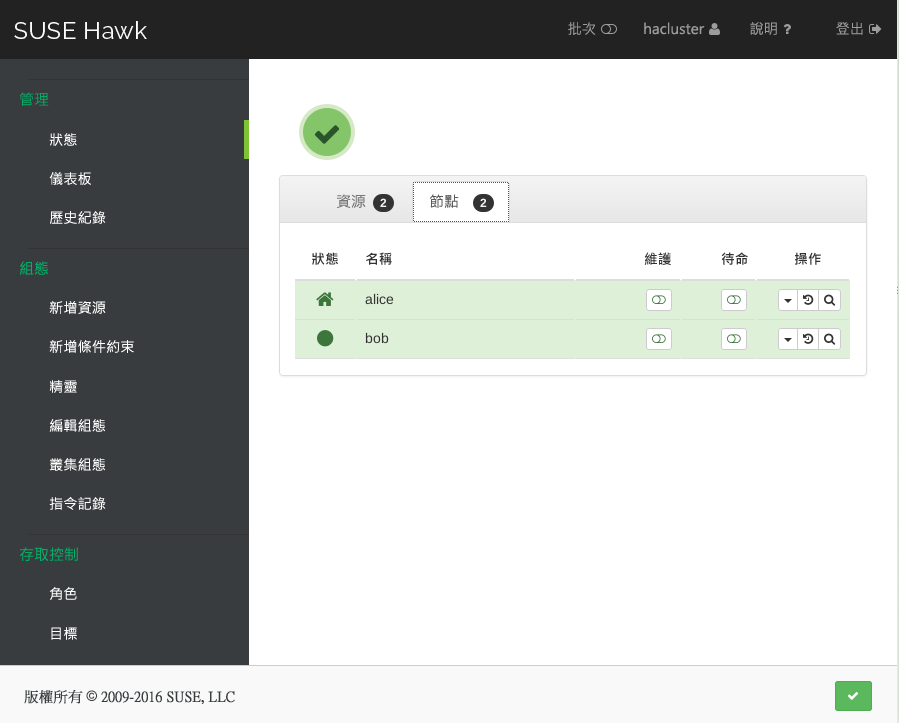 SUSE Hawk
批次 hacluster 說明 ? 登出
管理
狀態
儀表板
歷史紀錄
組態
新增資源
新增條件約束
精靈
編輯組態
叢集組態
指令記錄
存取控制
角色
目標
資源 2 節點 2
狀態 名稱 維護 待命 操作
alice
bob
版權所有 © 2009-2016 SUSE, LLC